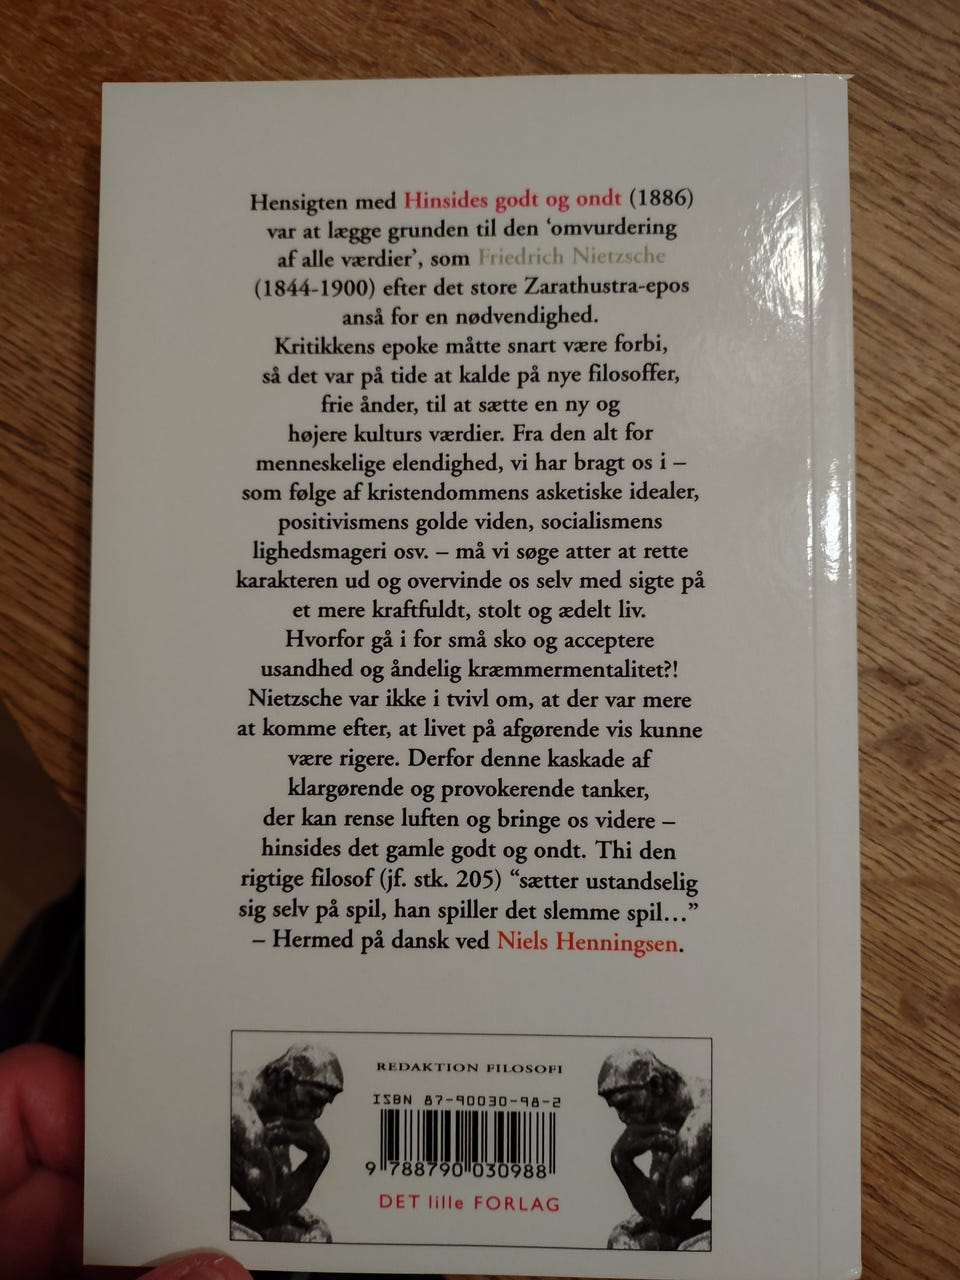 Hensigten med Hinsides godt og ondt (1886)
var at lægge grunden til den ‘omvurdering
af alle værdier’, som Friedrich Nietzsche
(1844-1900) efter det store Zarathustra-epos
anså for en nødvendighed.
Kritikkens epoke måtte snart være forbi,
så det var på tide at kalde på nye filosoffer,
frie ånder, til at sætte en ny og
højere kulturs værdier. Fra den alt for
menneskelige elendighed, vi har bragt os i –
som følge af kristendommens asketiske idealer,
positivismens golde viden, socialismens
lighedsmageri osv. – må vi søge atter at rette
karakteren ud og overvinde os selv med sigte på
et mere kraftfuldt, stolt og ædelt liv.
Hvorfor gå i for små sko og acceptere
usandhed og åndelig kræmmermentalitet?!
Nietzsche var ikke i tvivl om, at der var mere
at komme efter, at livet på afgørende vis kunne
være rigere. Derfor denne kaskade af
klargørende og provokerende tanker,
der kan rense luften og bringe os videre –
hinsides det gamle godt og ondt. Thi den
rigtige filosof (jf. stk. 205) “sætter ustandselig
sig selv på spil, han spiller det slemme spil…”
– Hermed på dansk ved Niels Henningsen.
REDAKTION FILOSOFI
ISBN 87-90030-98-2
9 788790 030988
DET lille FORLAG